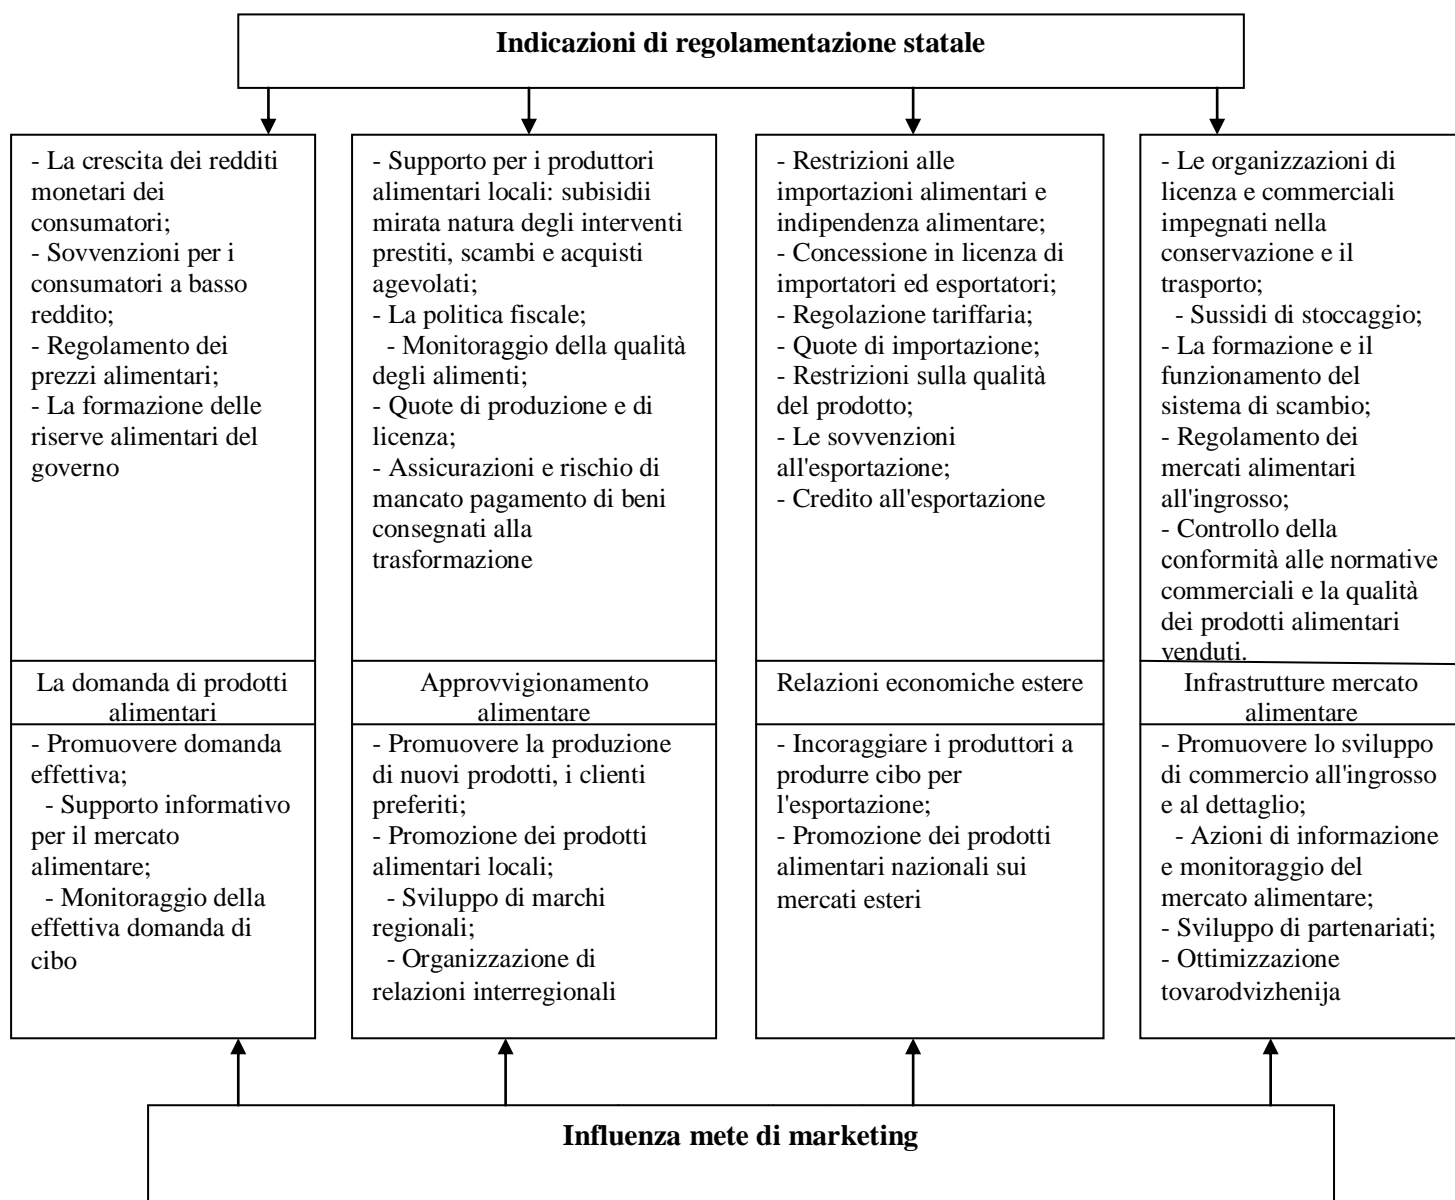 Indicazioni di regolamentazione statale
- La crescita dei redditi
monetari dei
consumatori;
- Sovvenzioni per i
consumatori a basso
reddito;
- Regolamento dei
prezzi alimentari;
- La formazione delle
riserve alimentari del
governo
- Supporto per i produttori
alimentari locali: subisidii
mirata natura degli interventi
prestiti, scambi e acquisti
agevolati;
- La politica fiscale;
- Monitoraggio della qualità
degli alimenti;
- Quote di produzione e di
licenza;
- Assicurazioni e rischio di
mancato pagamento di beni
consegnati alla
trasformazione
- Restrizioni alle
importazioni alimentari e
indipendenza alimentare;
- Concessione in licenza di
importatori ed esportatori;
- Regolazione tariffaria;
- Quote di importazione;
- Restrizioni sulla qualità
del prodotto;
- Le sovvenzioni
all'esportazione;
- Credito all'esportazione
- Le organizzazioni di
licenza e commerciali
impegnati nella
conservazione e il
trasporto;
- Sussidi di stoccaggio;
- La formazione e il
funzionamento del
sistema di scambio;
- Regolamento dei
mercati alimentari
all'ingrosso;
- Controllo della
conformità alle normative
commerciali e la qualità
dei prodotti alimentari
venduti.
La domanda di prodotti
alimentari
Approvvigionamento
alimentare
Relazioni economiche estere
Infrastrutture mercato
alimentare
- Promuovere domanda
effettiva;
- Supporto informativo
per il mercato
alimentare;
- Monitoraggio della
effettiva domanda di
cibo
- Promuovere la produzione
di nuovi prodotti, i clienti
preferiti;
- Promozione dei prodotti
alimentari locali;
- Sviluppo di marchi
regionali;
- Organizzazione di
relazioni interregionali
- Incoraggiare i produttori a
produrre cibo per
l'esportazione;
- Promozione dei prodotti
alimentari nazionali sui
mercati esteri
- Promuovere lo sviluppo
di commercio all'ingrosso
e al dettaglio;
- Azioni di informazione
e monitoraggio del
mercato alimentare;
- Sviluppo di partenariati;
- Ottimizzazione
tovarodvizhenija
Influenza mete di marketing